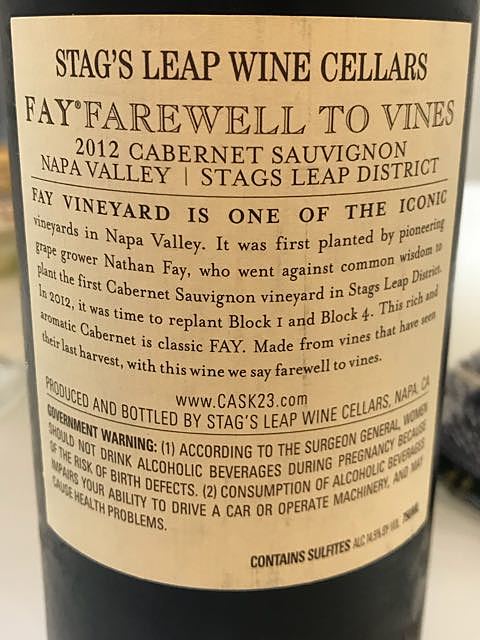 STAG'S LEAP WINE CELLARS
FAY® FAREWELL TO VINES
2012 CABERNET SAUVIGNON
NAPA VALLEY | STAGS LEAP DISTRICT
FAY VINEYARD IS ONE OF THE ICONIC
vineyards in Napa Valley. It was first planted by pioneering
grape grower Nathan Fay, who went against common wisdom to
plant the first Cabernet Sauvignon vineyard in Stags Leap District.
In 2012, it was time to replant Block 1 and Block 4. This rich and
aromatic Cabernet is classic FAY. Made from vines that have seen
their last harvest, with this wine we say farewell to vines.
www.CASK23.com
PRODUCED AND BOTTLED BY STAG'S LEAP WINE CELLARS, NAPA, CA
GOVERNMENT WARNING: (1) ACCORDING TO THE SURGEON GENERAL, WOMEN
SHOULD NOT DRINK ALCOHOLIC BEVERAGES DURING PREGNANCY BECAUSE
OF THE RISK OF BIRTH DEFECTS. (2) CONSUMPTION OF ALCOHOLIC BEVERAGES
IMPAIRS YOUR ABILITY TO DRIVE A CAR OR OPERATE MACHINERY, AND MAY
CAUSE HEALTH PROBLEMS.
CONTAINS SULFITES ALC. 14.5% BY VOL. 750ML